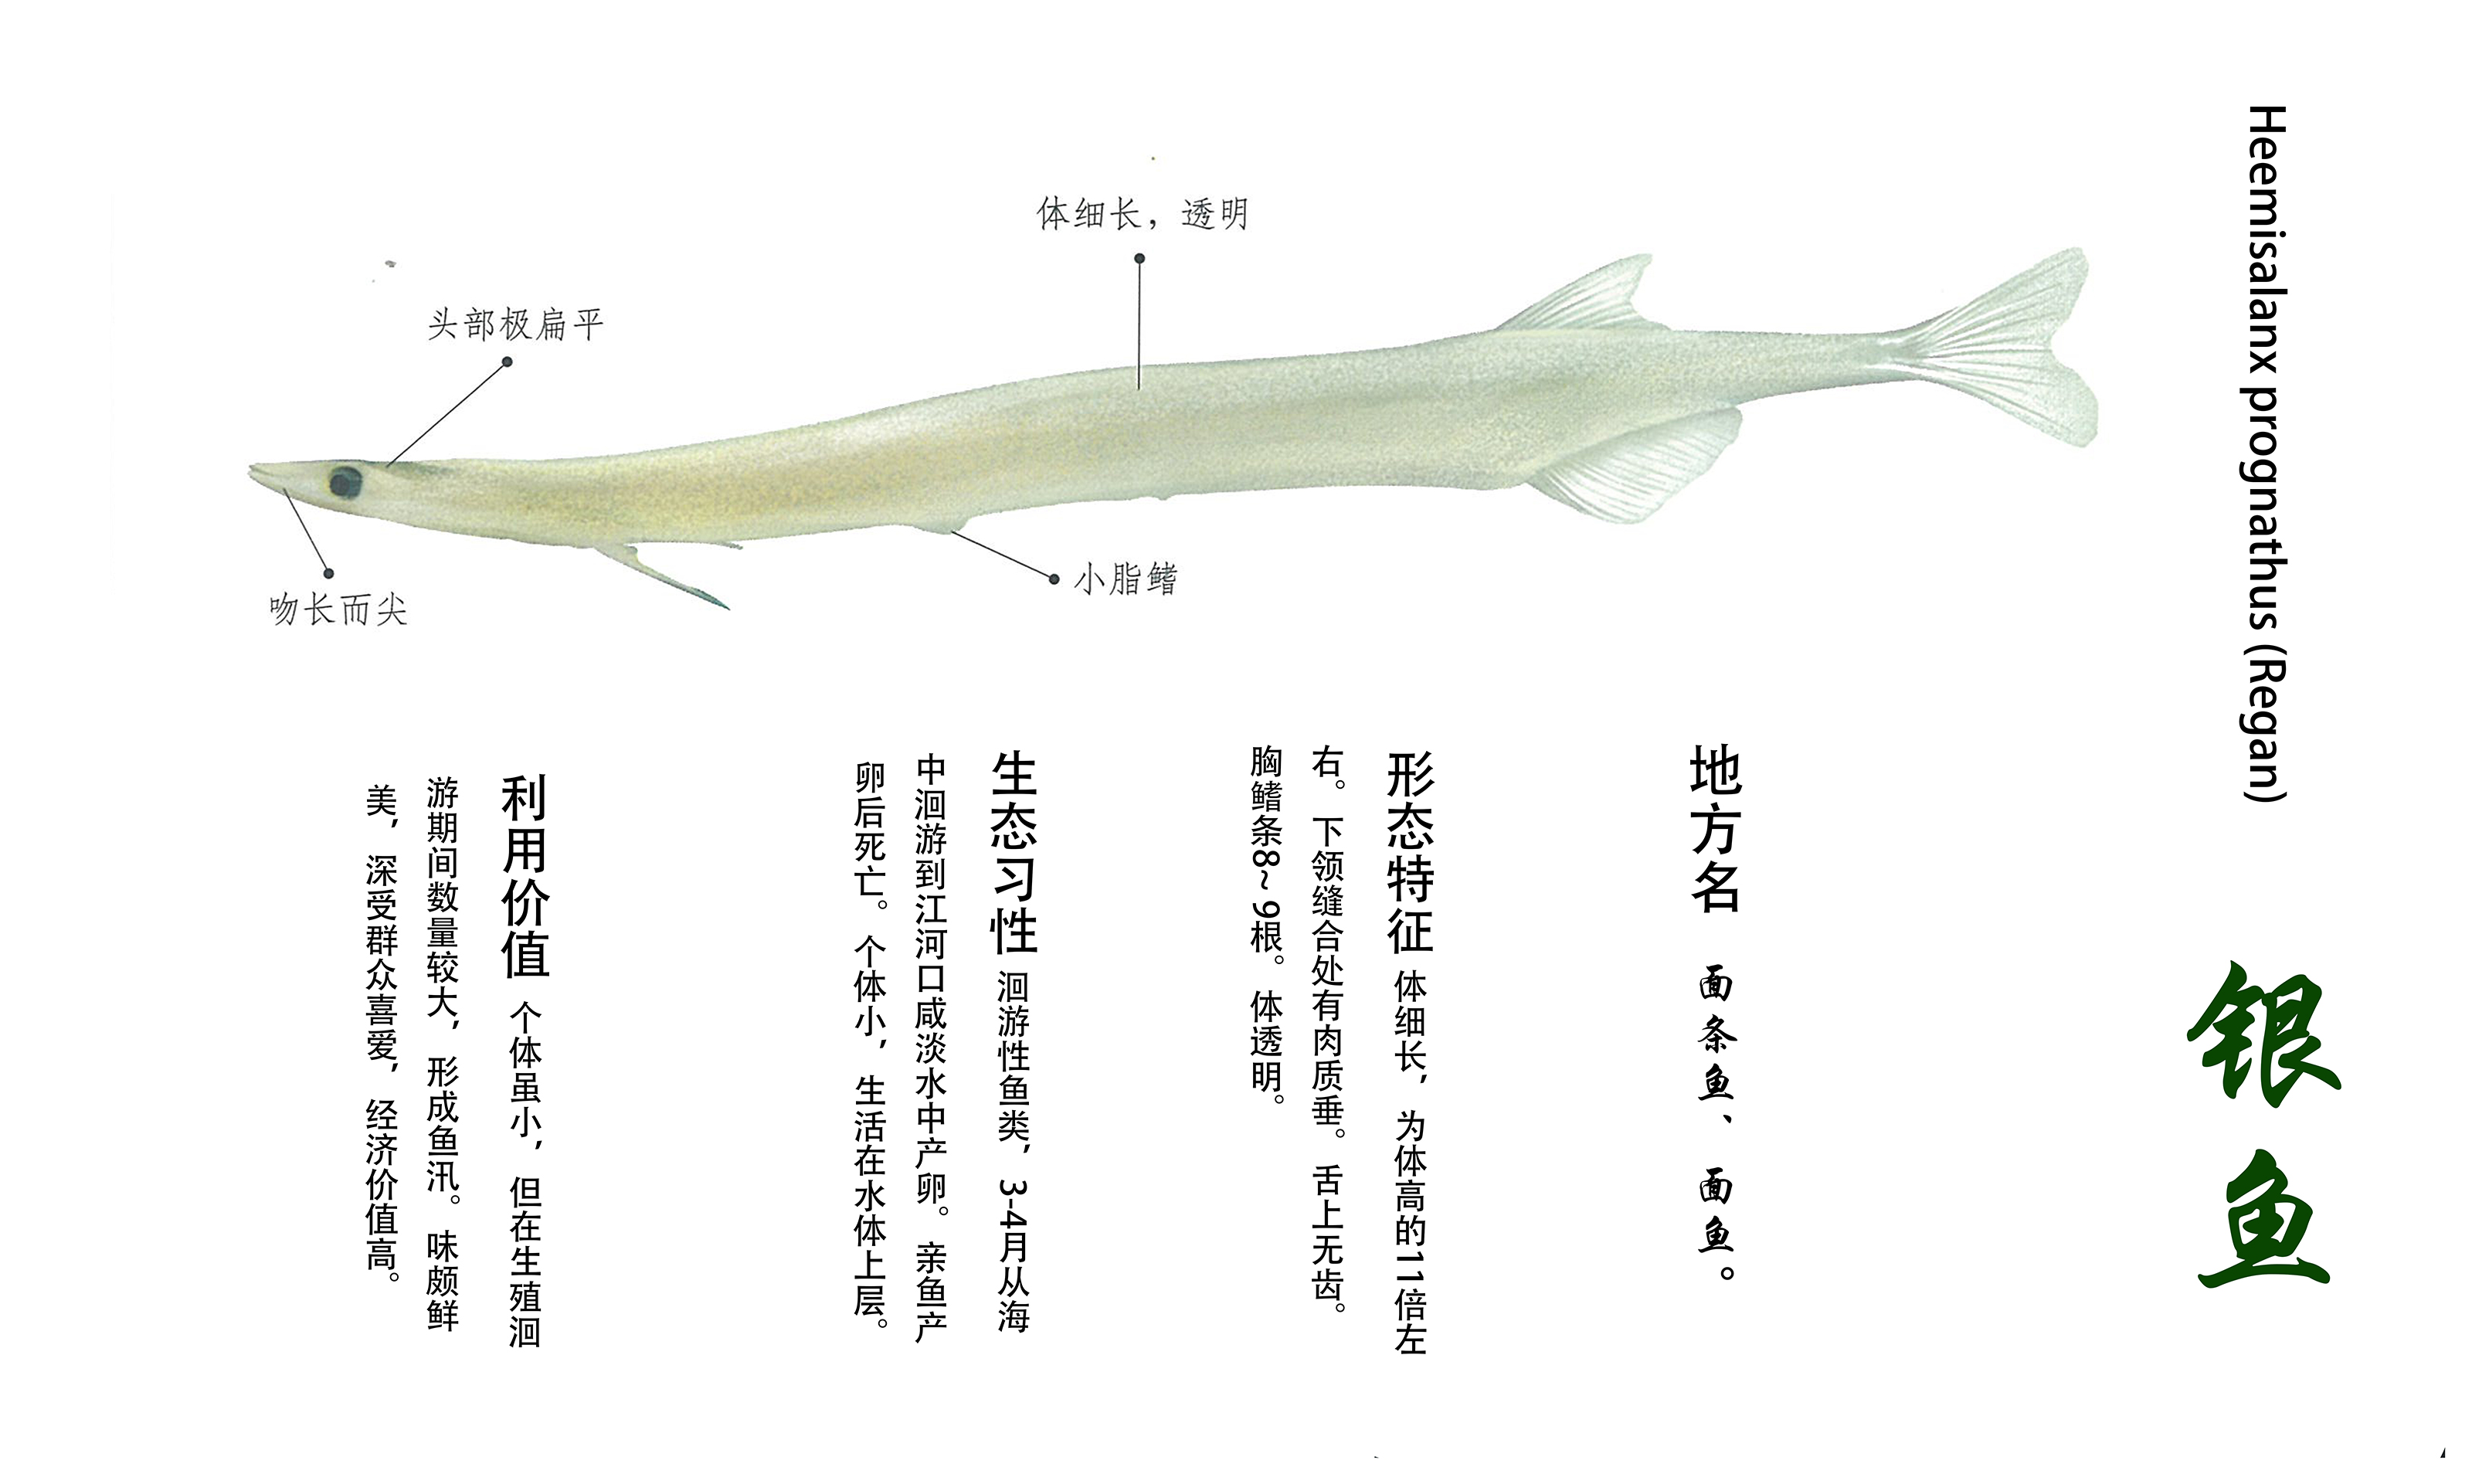 Heemisalanx prognathus (Regan)
银鱼
体细长，透明
头部极扁平
吻长而尖
小脂鳍
地方名 面条鱼、面鱼。
形态特征 体细长，为体高的11倍左
右。下领缝合处有肉质垂。舌上无齿。
胸鳍条8~9根。体透明。
生态习性 洄游性鱼类，3-4月从海
中洄游到江河口咸淡水中产卵。亲鱼产
卵后死亡。个体小，生活在水体上层。
利用价值 个体虽小，但在生殖洄
游期间数量较大，形成鱼汛。味颇鲜
美，深受群众喜爱，经济价值高。